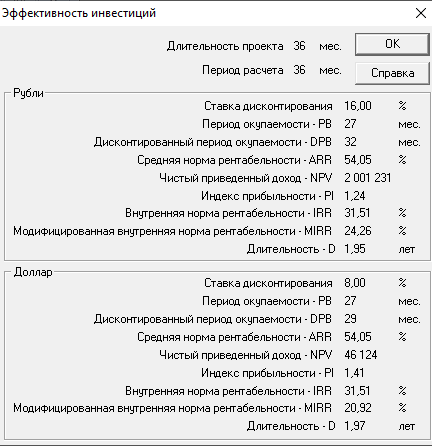 Эффективность инвестиций
Длительность проекта 36 мес. OK
Период расчета 36 мес. Справка
Рубли
Ставка дисконтирования 16,00 %
Период окупаемости - PB 27 мес.
Дисконтированный период окупаемости - DPB 32 мес.
Средняя норма рентабельности - ARR 54,05 %
Чистый приведенный доход - NPV 2 001 231
Индекс прибыльности - PI 1,24
Внутренняя норма рентабельности - IRR 31,51 %
Модифицированная внутренняя норма рентабельности - MIRR 24,26 %
Длительность - D 1,95 лет
Доллар
Ставка дисконтирования 8,00 %
Период окупаемости - PB 27 мес.
Дисконтированный период окупаемости - DPB 29 мес.
Средняя норма рентабельности - ARR 54,05 %
Чистый приведенный доход - NPV 46 124
Индекс прибыльности - PI 1,41
Внутренняя норма рентабельности - IRR 31,51 %
Модифицированная внутренняя норма рентабельности - MIRR 20,92 %
Длительность - D 1,97 лет